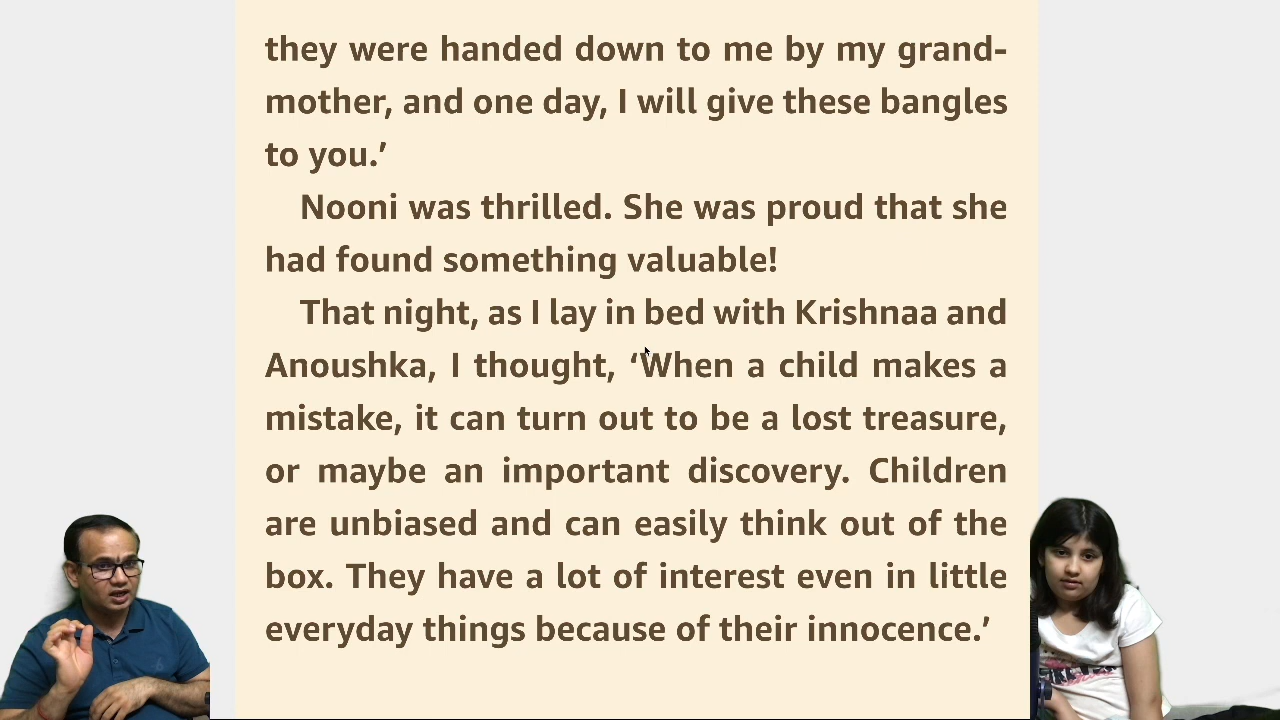 they were handed down to me by my grand-
mother, and one day, I will give these bangles
to you.’
Nooni was thrilled. She was proud that she
had found something valuable!
That night, as I lay in bed with Krishnaa and
Anoushka, I thought, ‘When a child makes a
mistake, it can turn out to be a lost treasure,
or maybe an important discovery. Children
are unbiased and can easily think out of the
box. They have a lot of interest even in little
everyday things because of their innocence.’